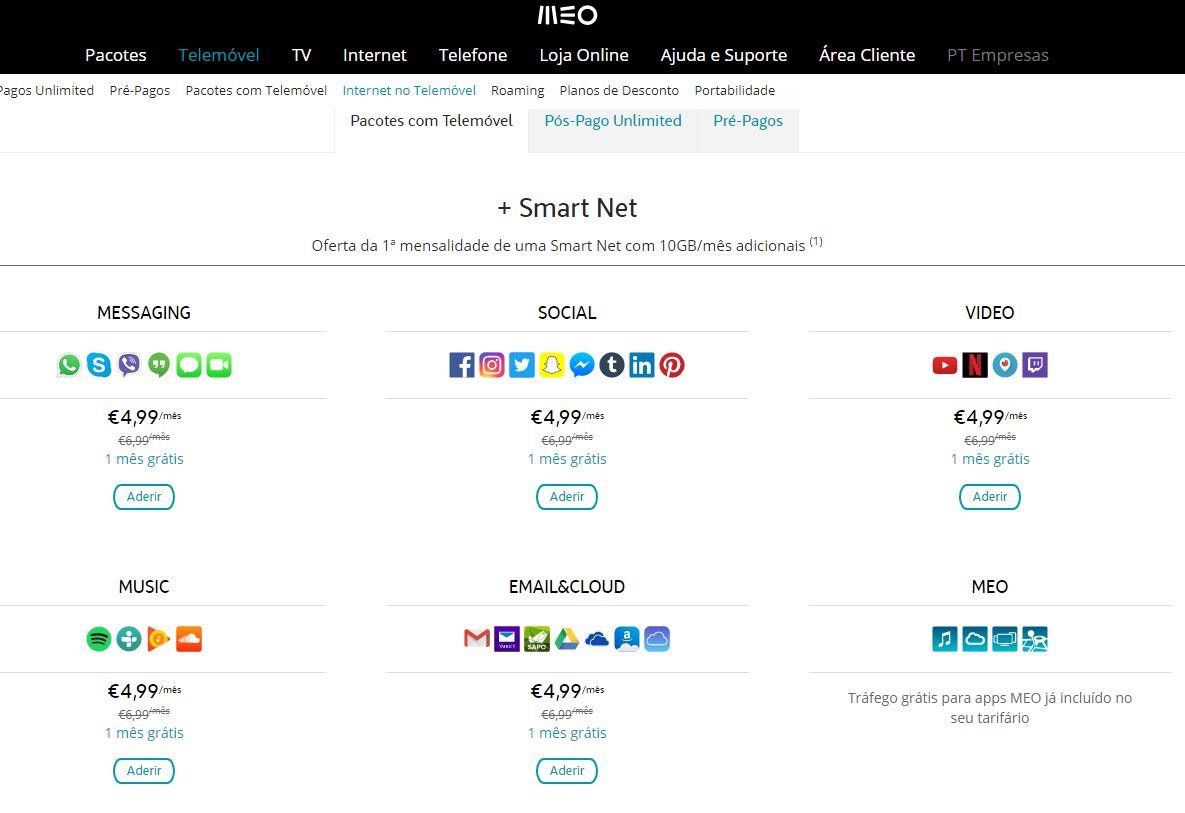 MEO
Pacotes Telemóvel TV Internet Telefone Loja Online Ajuda e Suporte Área Cliente PT Empresas
Pagos Unlimited Pré-Pagos Pacotes com Telemóvel Internet no Telemóvel Roaming Planos de Desconto Portabilidade
Pacotes com Telemóvel Pós-Pago Unlimited Pré-Pagos
+ Smart Net
Oferta da 1ª mensalidade de uma Smart Net com 10GB/mês adicionais (1)
MESSAGING SOCIAL VIDEO
€4,99/mês €4,99/mês €4,99/mês
€6,99/mês €6,99/mês €6,99/mês
1 mês grátis 1 mês grátis 1 mês grátis
Aderir Aderir Aderir
MUSIC EMAIL&CLOUD MEO
SAPO
€4,99/mês €4,99/mês Tráfego grátis para apps MEO já incluído no
€6,99/mês €6,99/mês seu tarifário
1 mês grátis 1 mês grátis
Aderir Aderir